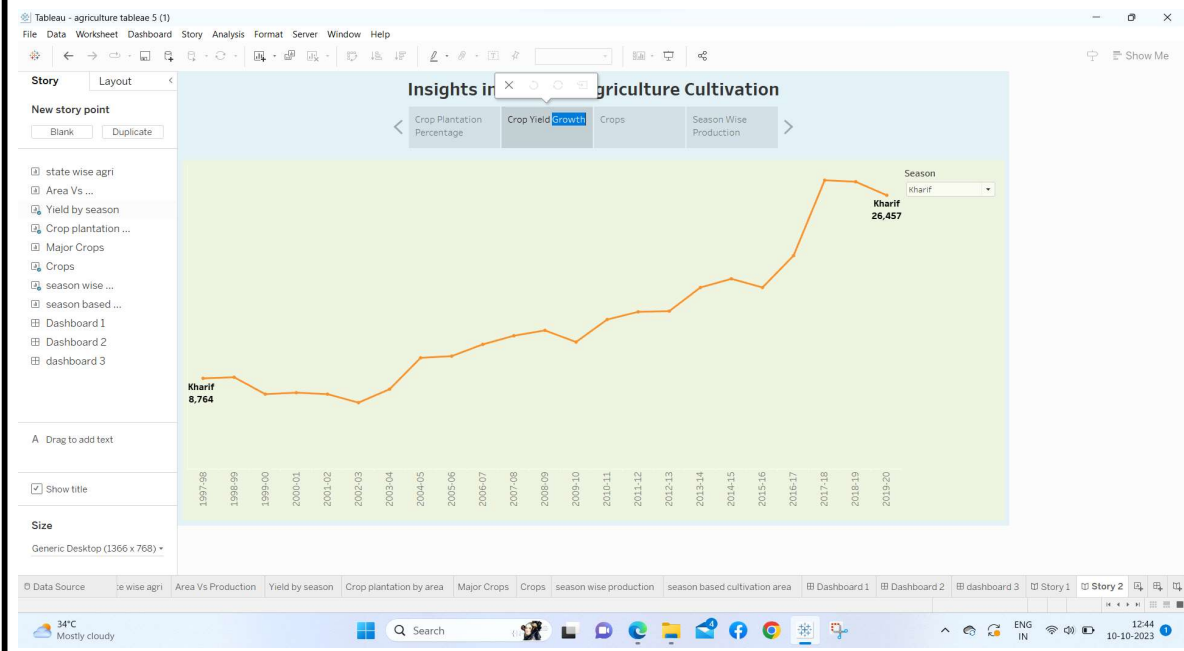 Tableau - agriculture tableae 5 (1)
File Data Worksheet Dashboard Story Analysis Format Server Window Help
Show Me
Story Layout
New story point
Blank Duplicate
state wise agri
Area Vs ...
Yield by season
Crop plantation ...
Major Crops
Crops
season wise ...
season based ...
Dashboard 1
Dashboard 2
dashboard 3
A Drag to add text
Show title
Size
Generic Desktop (1366 x 768)
Insights in griculture Cultivation
Crop Plantation
Percentage
Crop Yield Growth
Crops
Season Wise
Production
Season
Kharif
Kharif
26,457
Kharif
8,764
1997-98
1998-99
1999-00
2000-01
2001-02
2002-03
2003-04
2004-05
2005-06
2006-07
2007-08
2008-09
2009-10
2010-11
2011-12
2012-13
2013-14
2014-15
2015-16
2016-17
2017-18
2018-19
2019-20
Data Source :e wise agri Area Vs Production Yield by season Crop plantation by area Major Crops Crops season wise production season based cultivation area Dashboard 1 Dashboard 2 dashboard 3 Story 1 Story 2
34°C
Mostly cloudy
Search
ENG
IN
12:44
10-10-2023